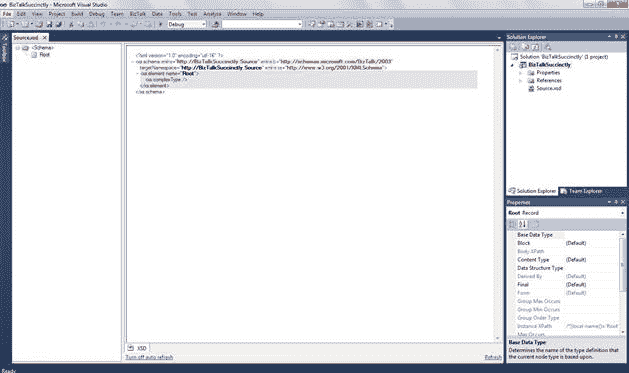 BizTalkSuccinctly - Microsoft Visual Studio
File Edit View Project Build Debug Team BizTalk Data Tools Test Analyze Window Help
Debug
Toolbox
Source.xsd
<Schema>
Root
<?xml version="1.0" encoding="utf-16" ?>
- <xs:schema xmlns="http://BizTalkSuccinctly.Source" xmlns:b="http://schemas.microsoft.com/BizTalk/2003"
targetNamespace="http://BizTalkSuccinctly.Source" xmlns:xs="http://www.w3.org/2001/XMLSchema">
- <xs:element name="Root">
<xs:complexType />
</xs:element>
</xs:schema>
XSD
Turn off auto refresh
Refresh
Solution Explorer
Solution 'BizTalkSuccinctly' (1 project)
BizTalkSuccinctly
Properties
References
Source.xsd
Solution Explorer Team Explorer
Properties
Root Record
Base Data Type
Block (Default)
Body XPath
Content Type (Default)
Data Structure Type
Derived By (Default)
Final (Default)
Form (Default)
Group Max Occurs
Group Min Occurs
Group Order Type
Instance XPath /*[local-name()='Root'
Max Occurs
Base Data Type
Determines the name of the type definition that
the current node type is based upon.
Ready